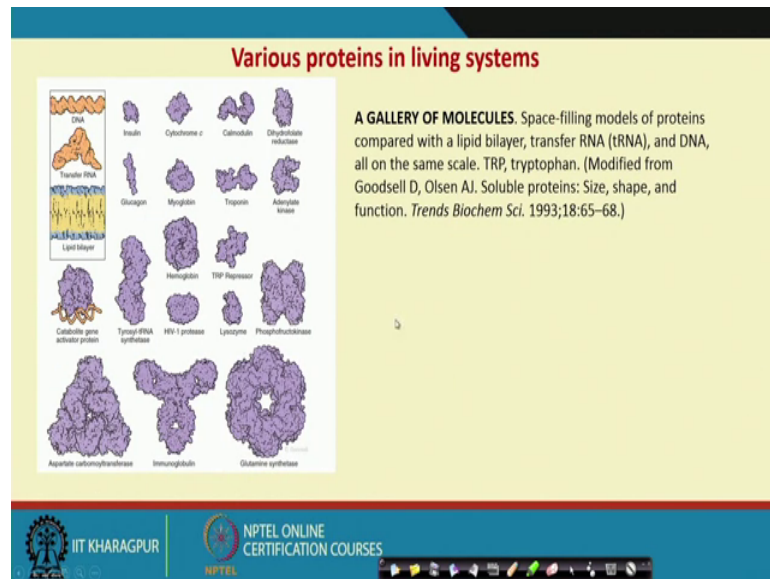 Various proteins in living systems
DNA
Transfer RNA
Lipid bilayer
Insulin
Cytochrome c
Calmodulin
Dihydrofolate
reductase
Glucagon
Myoglobin
Troponin
Adenylate
kinase
Hemoglobin
TRP Repressor
Catabolite gene
activator protein
Tyrosyl-tRNA
synthetase
HIV-1 protease
Lysozyme
Phosphofructokinase
Aspartate carbomoyltransferase
Immunoglobulin
Glutamine synthetase
A GALLERY OF MOLECULES. Space-filling models of proteins
compared with a lipid bilayer, transfer RNA (tRNA), and DNA,
all on the same scale. TRP, tryptophan. (Modified from
Goodsell D, Olsen AJ. Soluble proteins: Size, shape, and
function. Trends Biochem Sci. 1993;18:65–68.)
IIT KHARAGPUR
NPTEL
NPTEL ONLINE
CERTIFICATION COURSES